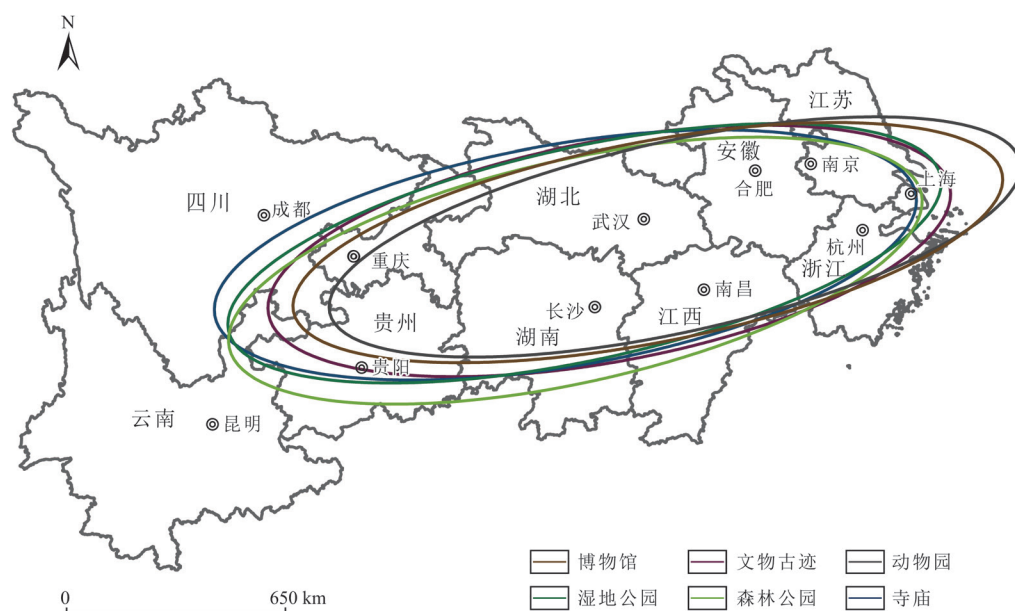 N
江苏
安徽
南京
合肥
上海
四川
成都
湖北
武汉
杭州
浙江
重庆
南昌
长沙
江西
贵州
湖南
贵阳
云南
昆明
博物馆 文物古迹 动物园
湿地公园 森林公园 寺庙
0 650 km